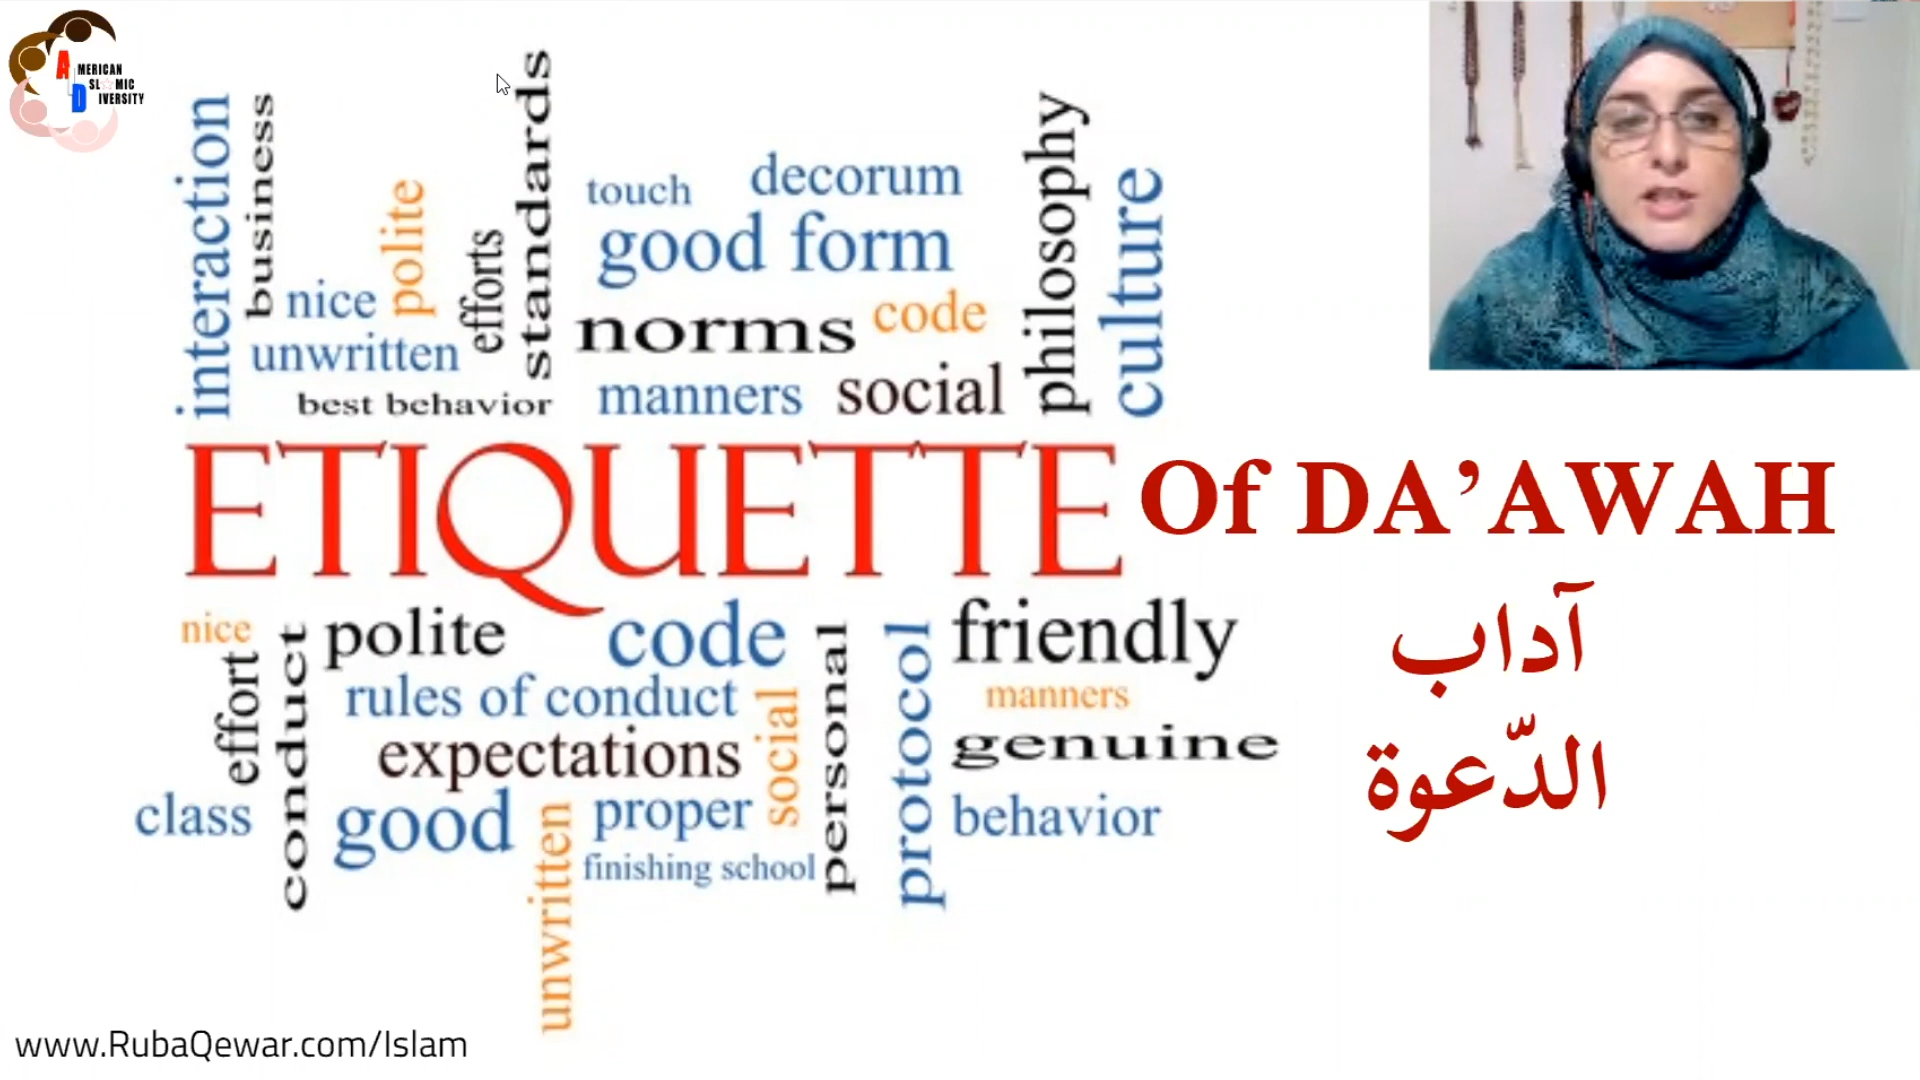 AMERICAN
ISLAMIC
DIVERSITY
interaction
business
nice
polite
efforts
standards
unwritten
best behavior
touch
decorum
good form
norms
code
manners
social
philosophy
culture
ETIQUETTE Of DA’AWAH
آداب
الدّعوة
nice
effort
conduct
polite
code
rules of conduct
expectations
social
personal
protocol
friendly
manners
genuine
behavior
class
good
unwritten
proper
finishing school
www.RubaQewar.com/Islam